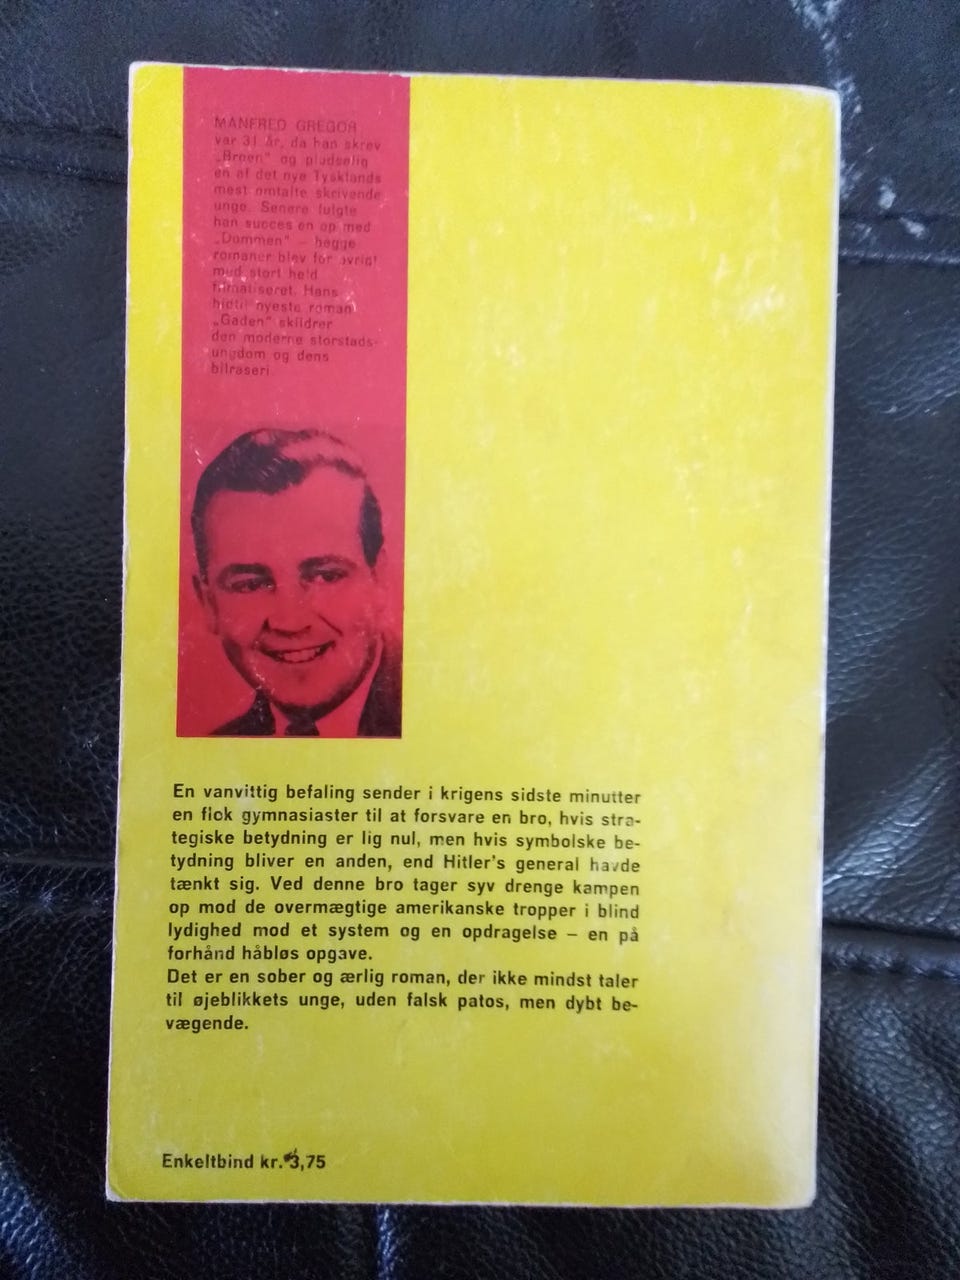 MANFRED GREGOR
var 31 år, da han skrev
„Broen" og pludselig
en af det nye Tysklands
mest omtalte skrivende
unge. Senere fulgte
han succes en op med
„Dommen" – begge
romaner blev for øvrigt
med stort held
filmatiseret. Hans
hidtil nyeste roman
„Gaden" skildrer
den moderne storstads-
ungdom og dens
bilraseri
En vanvittig befaling sender i krigens sidste minutter
en flok gymnasiaster til at forsvare en bro, hvis stra-
tegiske betydning er lig nul, men hvis symbolske be-
tydning bliver en anden, end Hitler's general havde
tænkt sig. Ved denne bro tager syv drenge kampen
op mod de overmægtige amerikanske tropper i blind
lydighed mod et system og en opdragelse – en på
forhånd håbløs opgave.
Det er en sober og ærlig roman, der ikke mindst taler
til øjeblikkets unge, uden falsk patos, men dybt be-
vægende.
Enkeltbind kr. 3,75